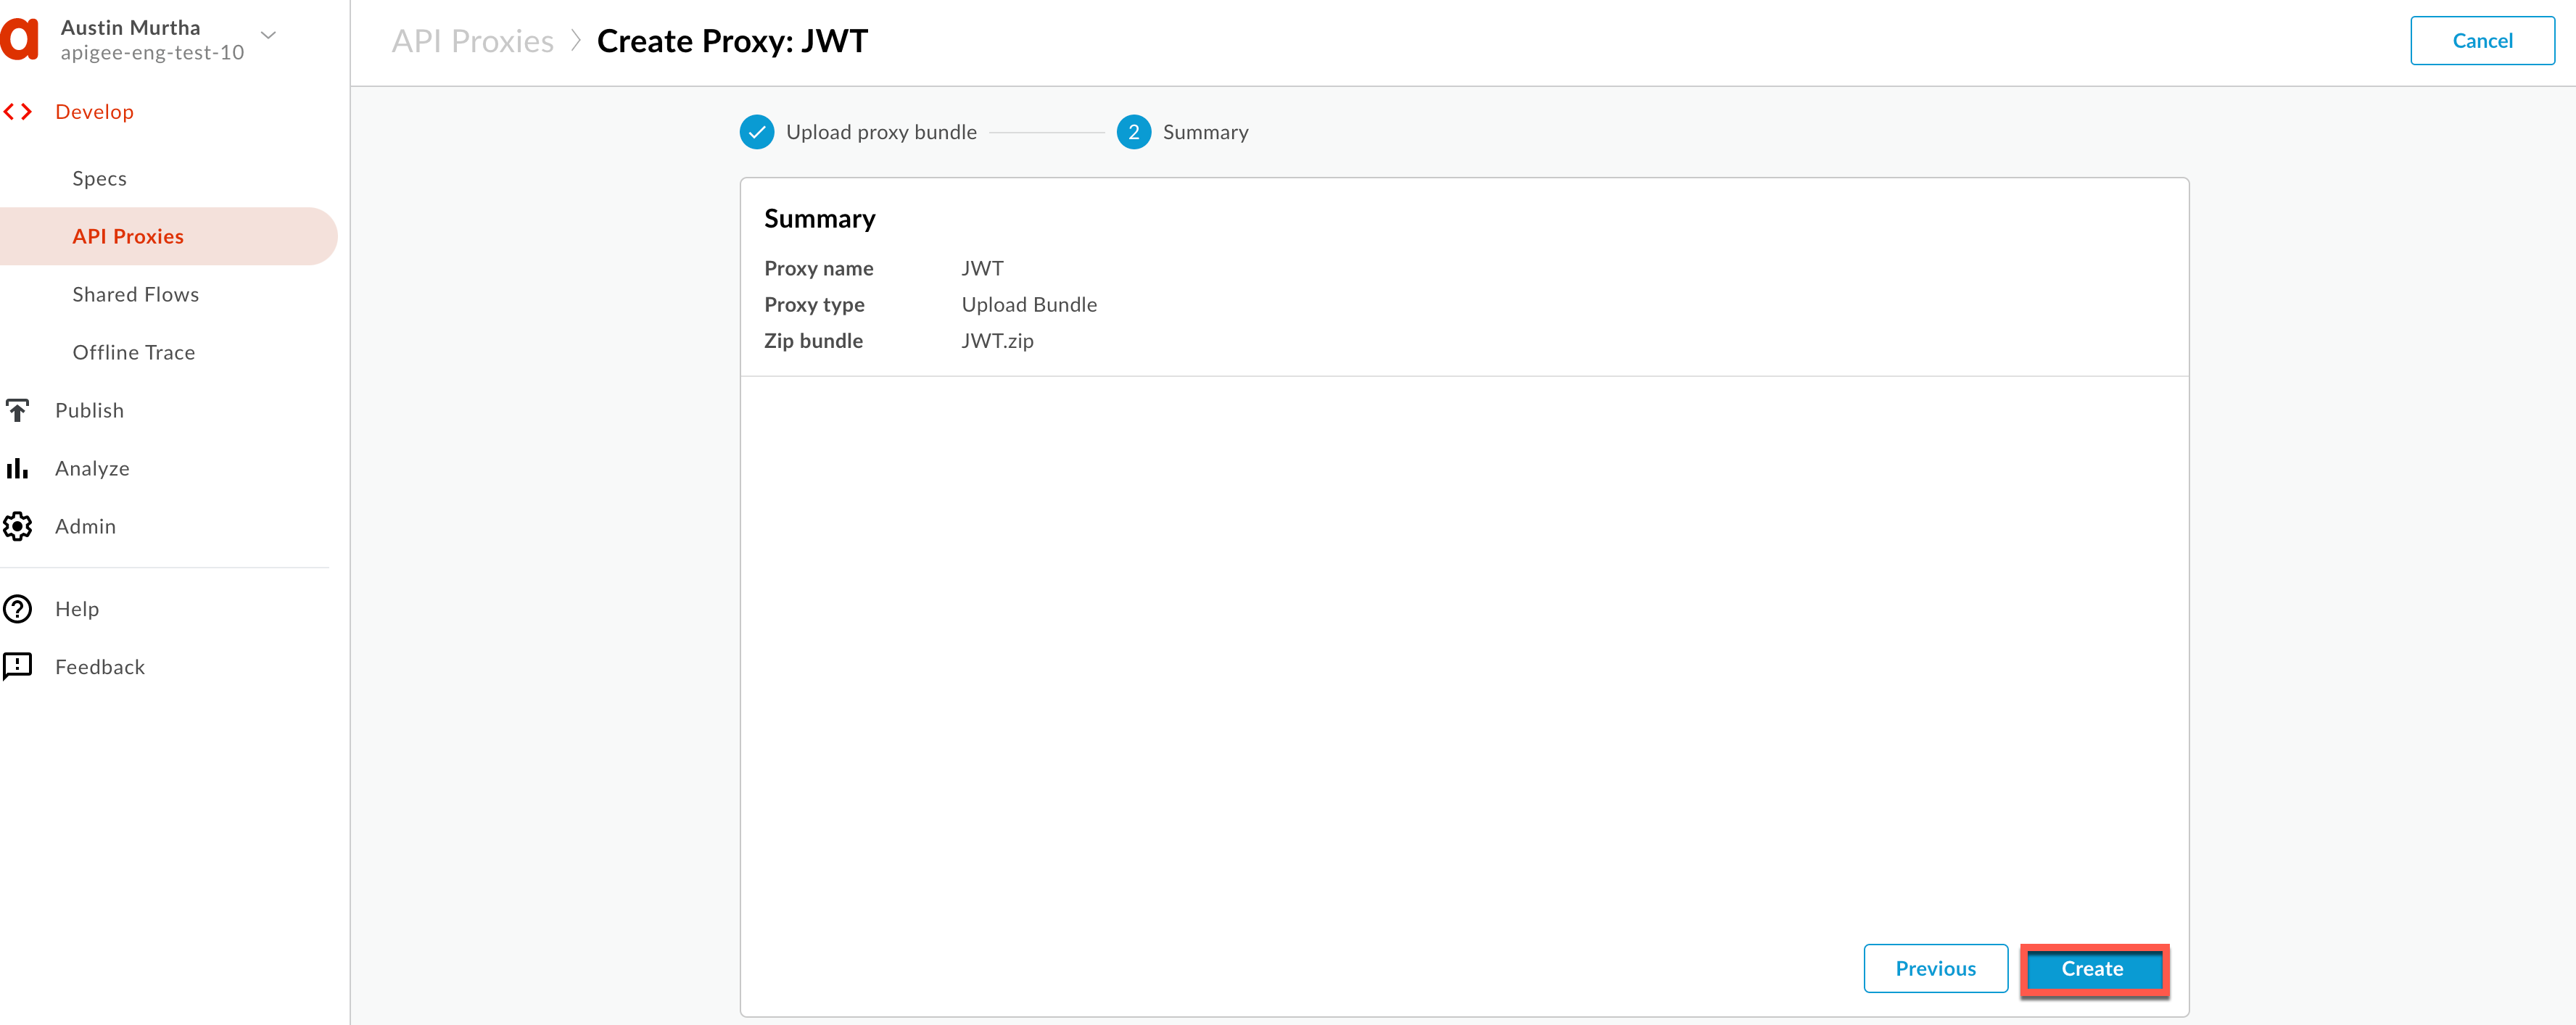 Austin Murtha
apigee-eng-test-10
Develop
Specs
API Proxies
Shared Flows
Offline Trace
Publish
Analyze
Admin
Help
Feedback
API Proxies > Create Proxy: JWT
Cancel
Upload proxy bundle
2 Summary
Summary
Proxy name JWT
Proxy type Upload Bundle
Zip bundle JWT.zip
Previous
Create